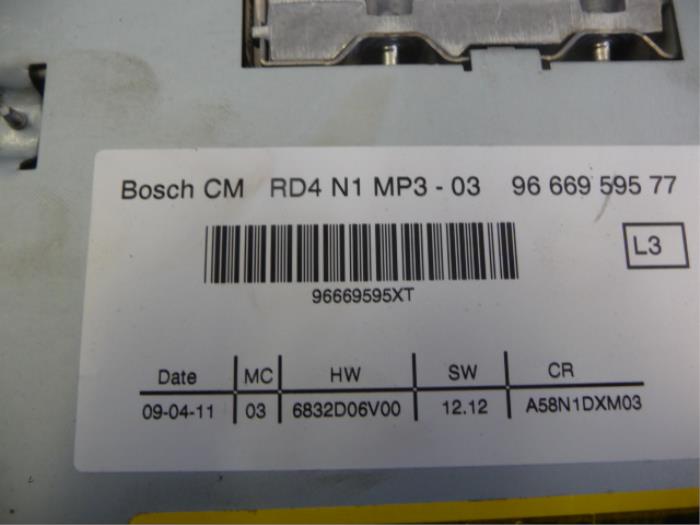 Bosch CM RD4 N1 MP3 - 03 96 669 595 77
L3
96669595XT
Date MC HW SW CR
09-04-11 03 6832D06V00 12.12 A58N1DXM03